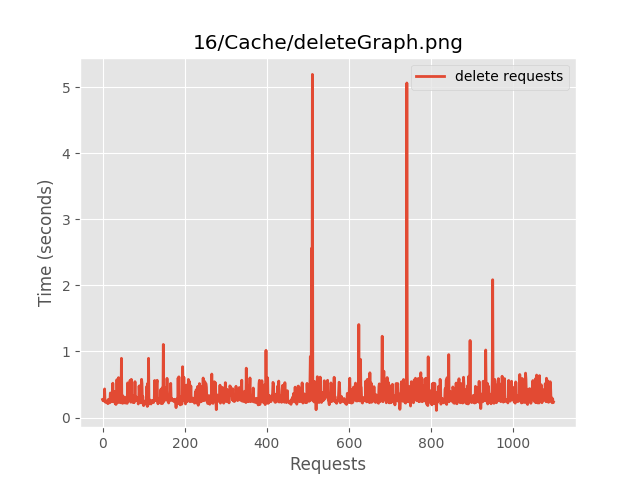 16/Cache/deleteGraph.png
delete requests
5
4
3
2
1
0
Time (seconds)
0 200 400 600 800 1000
Requests